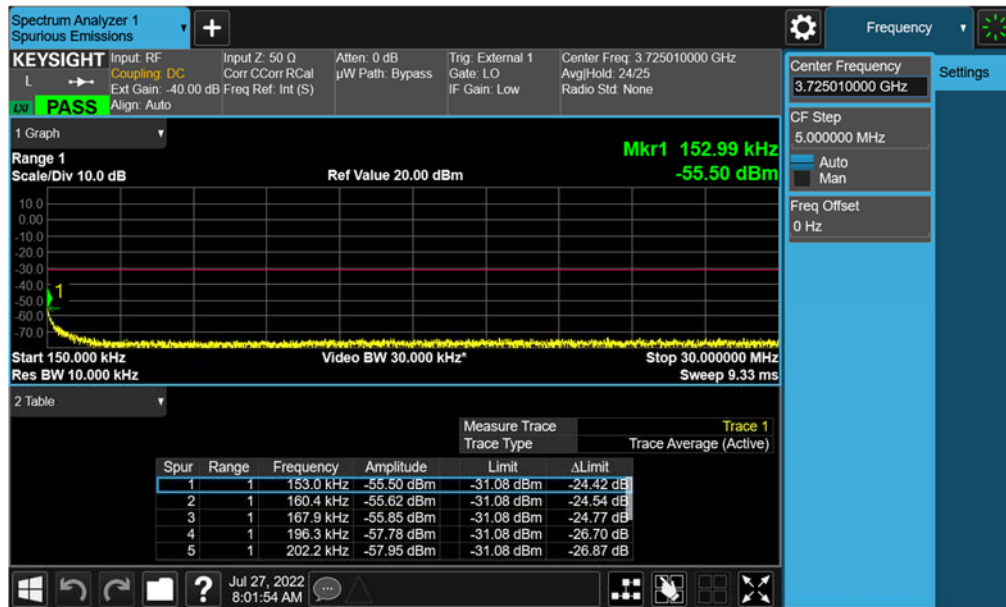 Spectrum Analyzer 1
Spurious Emissions
+
Frequency
KEYSIGHT
L
LXI
PASS
Input: RF
Coupling: DC
Ext Gain: -40.00 dB
Align: Auto
Input Z: 50 Ω
Corr CCorr RCal
Freq Ref: Int (S)
Atten: 0 dB
µW Path: Bypass
Trig: External 1
Gate: LO
IF Gain: Low
Center Freq: 3.725010000 GHz
Avg|Hold: 24/25
Radio Std: None
Center Frequency
3.725010000 GHz
Settings
CF Step
5.000000 MHz
Auto
Man
Freq Offset
0 Hz
1 Graph
Range 1
Scale/Div 10.0 dB
Ref Value 20.00 dBm
Mkr1 152.99 kHz
-55.50 dBm
10.0
0.00
-10.0
-20.0
-30.0
-40.0
-50.0
-60.0
-70.0
1
Start 150.000 kHz
Video BW 30.000 kHz*
Stop 30.000000 MHz
Res BW 10.000 kHz
Sweep 9.33 ms
2 Table
Measure Trace Trace 1
Trace Type Trace Average (Active)
Spur Range Frequency Amplitude Limit ΔLimit
1 1 153.0 kHz -55.50 dBm -31.08 dBm -24.42 dB
2 1 160.4 kHz -55.62 dBm -31.08 dBm -24.54 dB
3 1 167.9 kHz -55.85 dBm -31.08 dBm -24.77 dB
4 1 196.3 kHz -57.78 dBm -31.08 dBm -26.70 dB
5 1 202.2 kHz -57.95 dBm -31.08 dBm -26.87 dB
?
Jul 27, 2022
8:01:54 AM